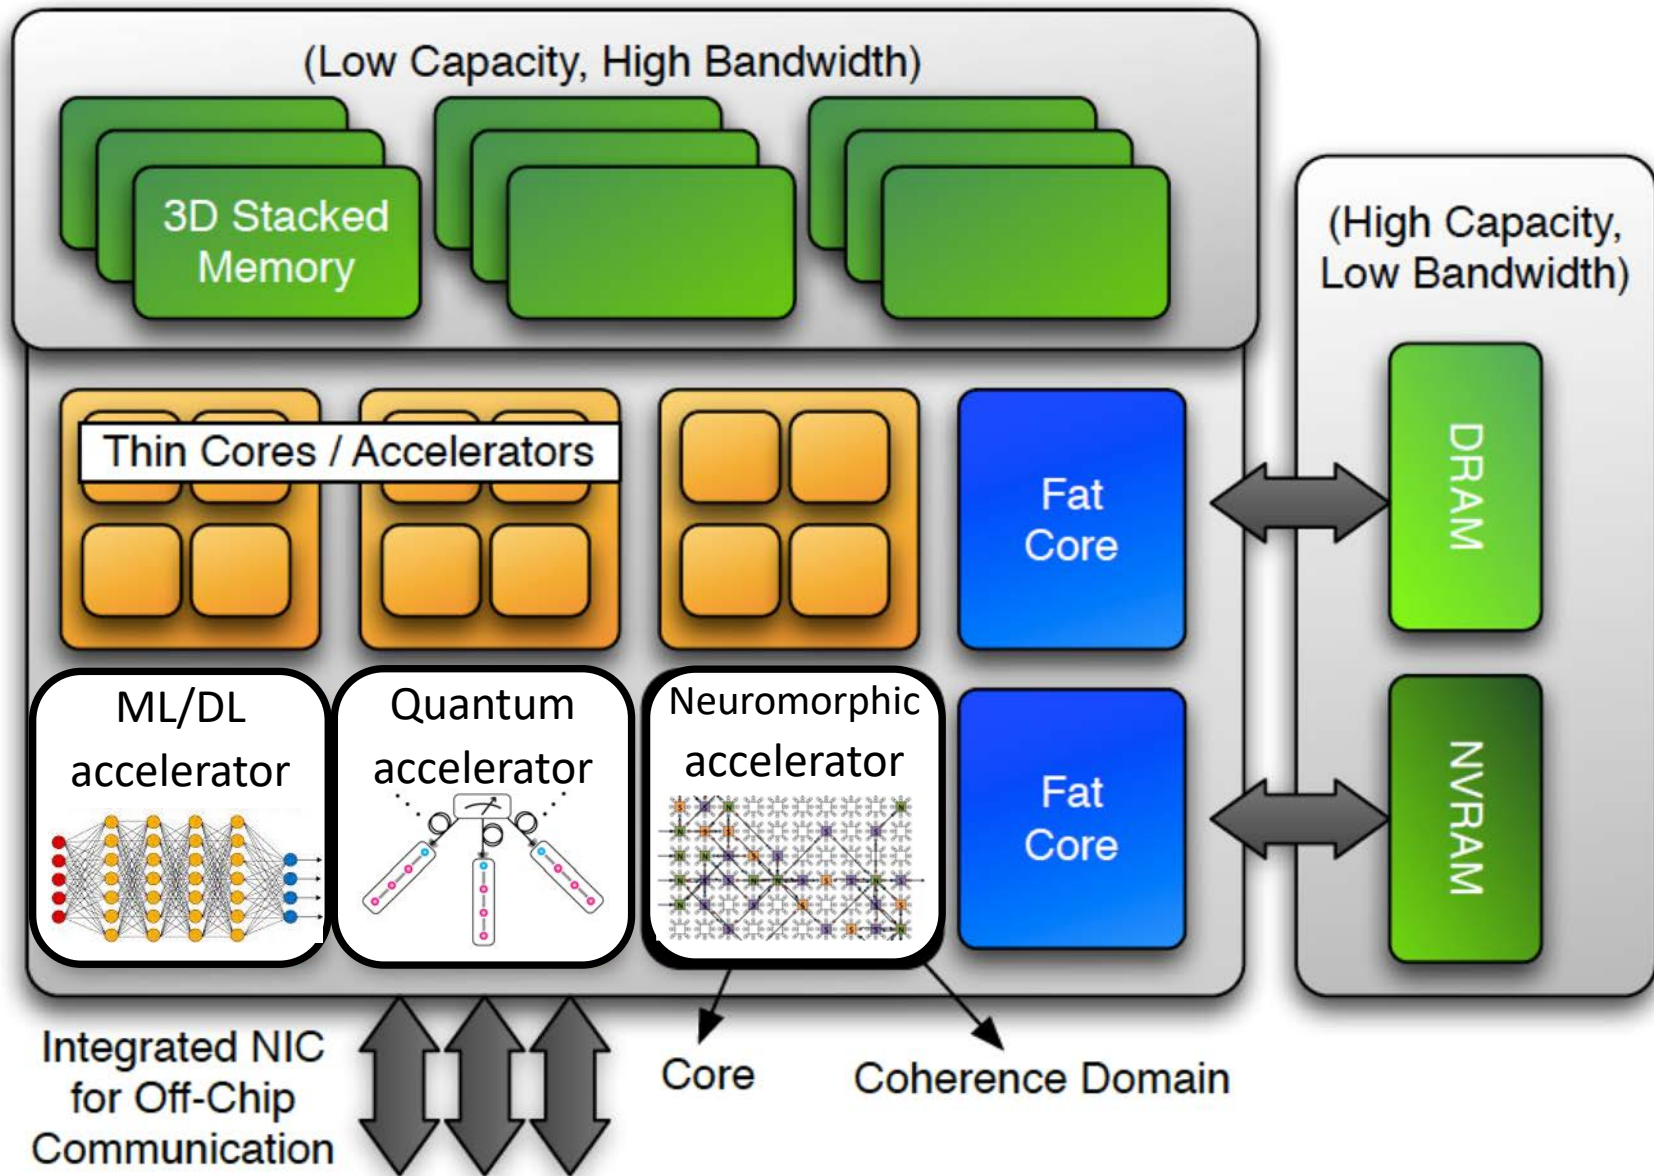 (Low Capacity, High Bandwidth)
3D Stacked
Memory
(High Capacity,
Low Bandwidth)
Thin Cores / Accelerators
Fat
Core
DRAM
ML/DL
accelerator
Quantum
accelerator
Neuromorphic
accelerator
Fat
Core
NVRAM
Integrated NIC
for Off-Chip
Communication
Core
Coherence Domain